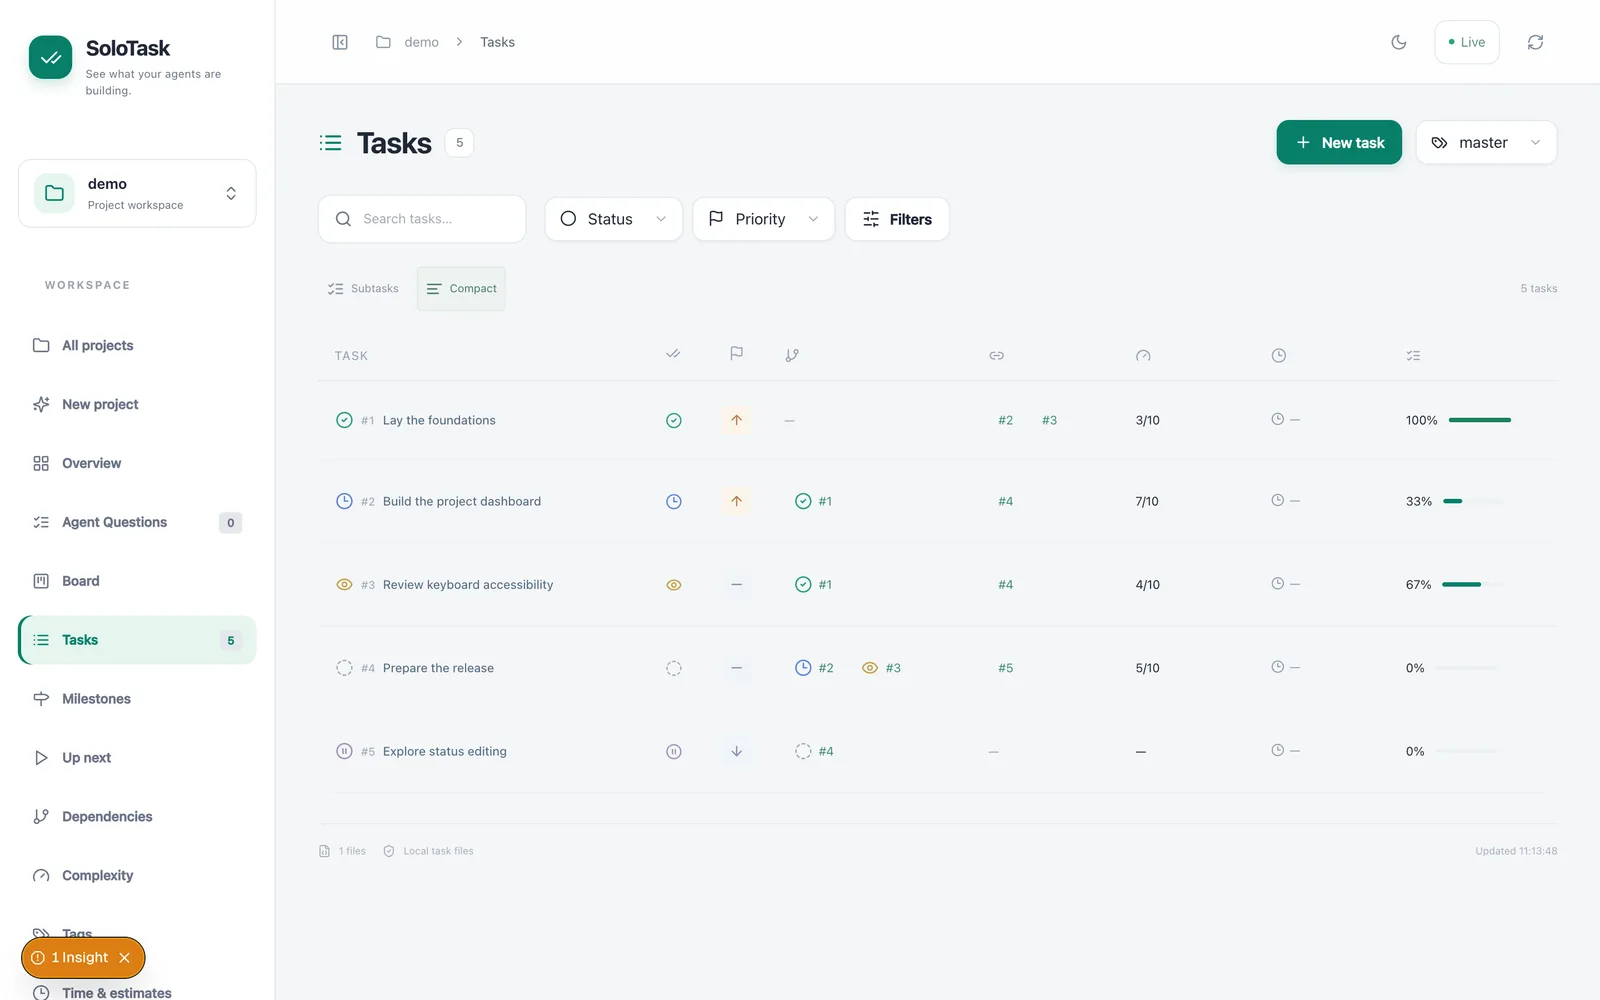 SoloTask
See what your agents are
building.
demo
Project workspace
WORKSPACE
All projects
New project
Overview
Agent Questions 0
Board
Tasks 5
Milestones
Up next
Dependencies
Complexity
Tags
1 Insight
Time & estimates
demo > Tasks
Live
Tasks 5
New task
master
Search tasks...
Status
Priority
Filters
Subtasks
Compact
5 tasks
TASK
#1 Lay the foundations — #2 #3 3/10 — 100%
#2 Build the project dashboard #1 #4 7/10 — 33%
#3 Review keyboard accessibility — #1 #4 4/10 — 67%
#4 Prepare the release — #2 #3 #5 5/10 — 0%
#5 Explore status editing #4 — — — 0%
1 files
Local task files
Updated 11:13:48